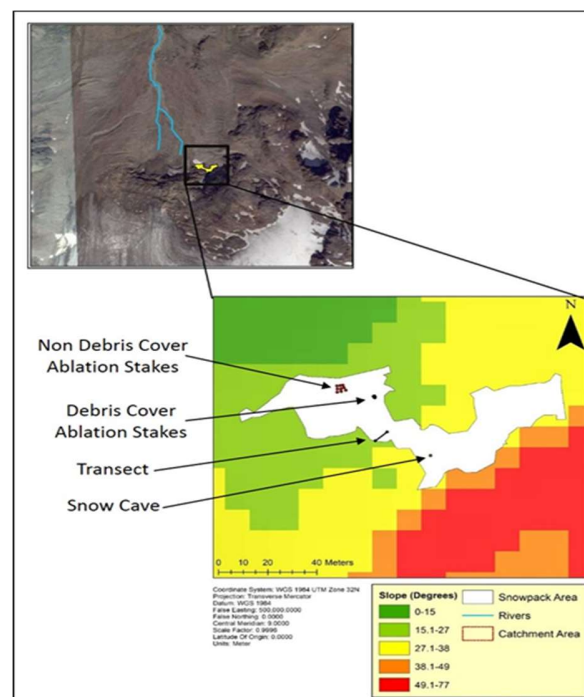 N
Non Debris Cover
Ablation Stakes
Debris Cover
Ablation Stakes
Transect
Snow Cave
0 10 20 40 Meters
Coordinate System: WGS 1984 UTM Zone 32N
Projection: Transverse Mercator
Datum: WGS 1984
False Easting: 500,000.0000
False Northing: 0.0000
Central Meridian: 9.0000
Scale Factor: 0.9996
Latitude Of Origin: 0.0000
Units: Meter
Slope (Degrees)
0-15
15.1-27
27.1-38
38.1-49
49.1-77
Snowpack Area
Rivers
Catchment Area